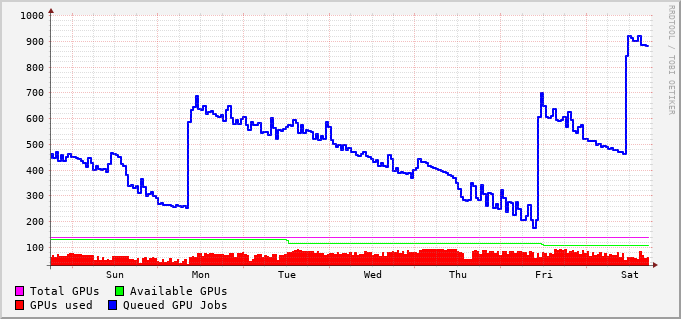 1000
900
800
700
600
500
400
300
200
100
Sun Mon Tue Wed Thu Fri Sat
Total GPUs Available GPUs
GPUs used Queued GPU Jobs
RRDTOOL / TOBI OETIKER